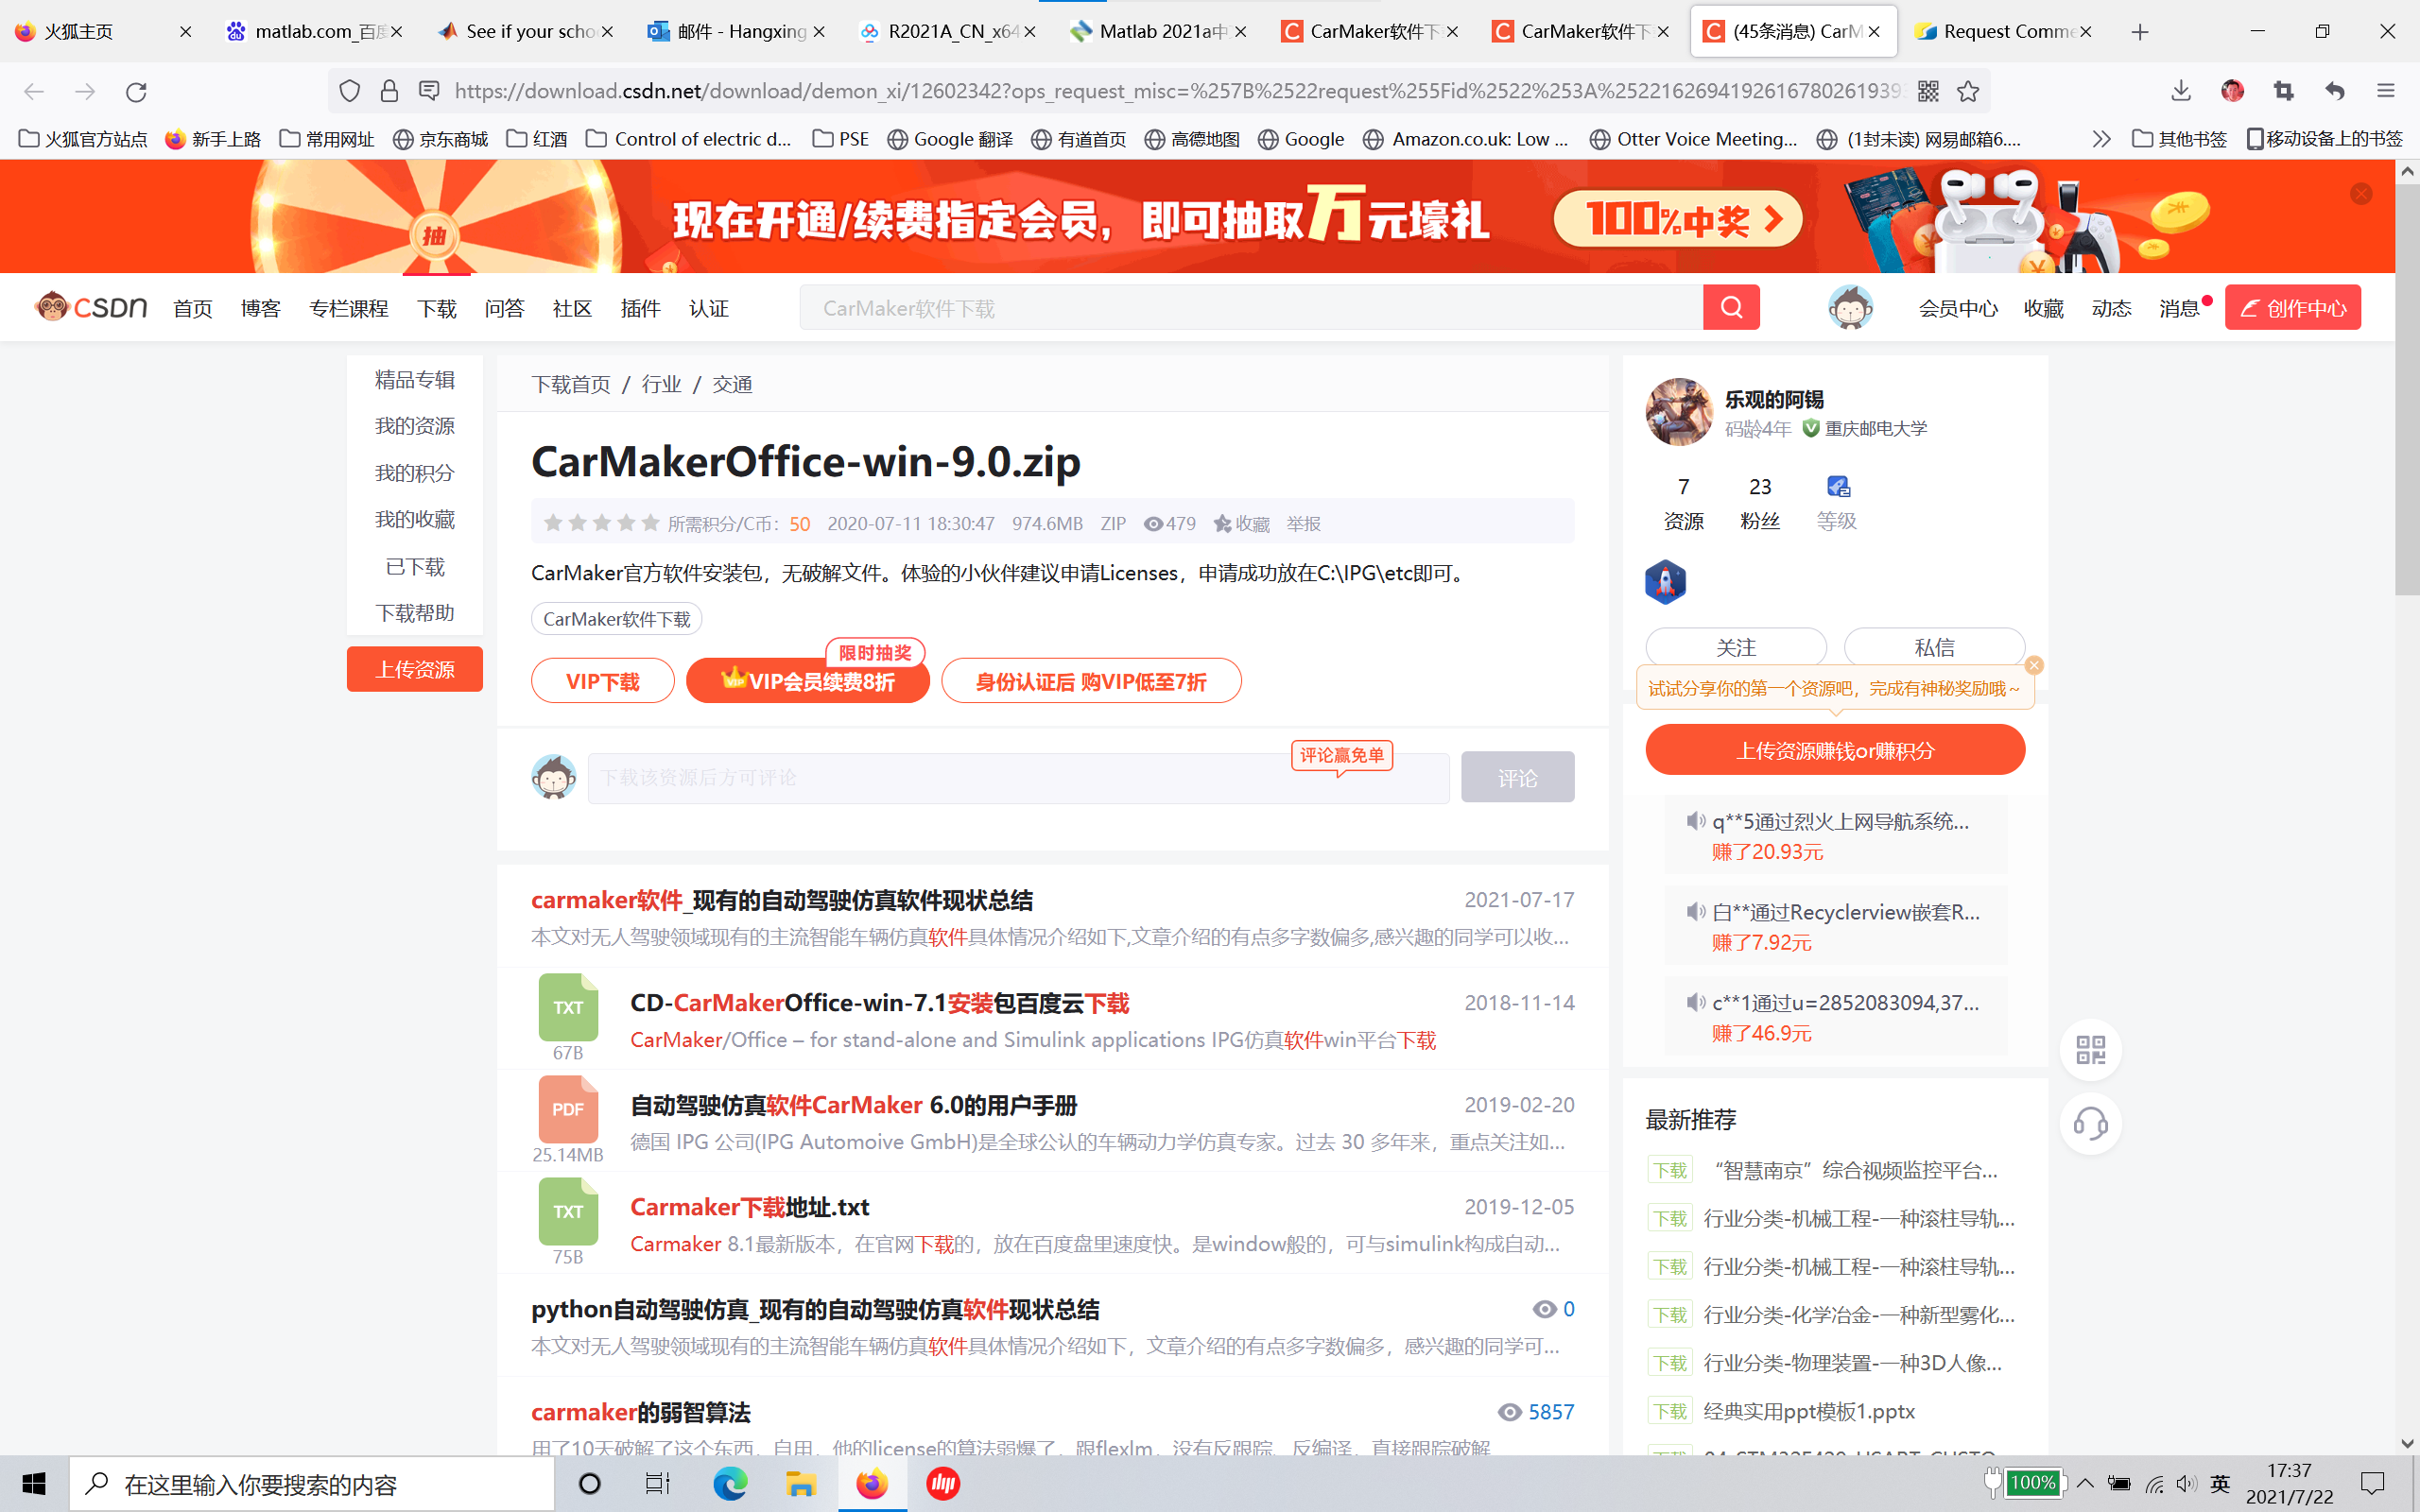 火狐主页
matlab.com_百度
See if your schoo
邮件 - Hangxing
R2021A_CN_x64
Matlab 2021a中
CarMaker软件下
CarMaker软件下
(45条消息) CarM
Request Comme
https://download.csdn.net/download/demon_xi/12602342?ops_request_misc=%257B%2522request%255Fid%2522%253A%2522162694192616780261939
火狐官方站点
新手上路
常用网址
京东商城
红酒
Control of electric d...
PSE
Google 翻译
有道首页
高德地图
Google
Amazon.co.uk: Low ...
Otter Voice Meeting...
(1封未读) 网易邮箱6....
其他书签
移动设备上的书签
抽
现在开通/续费指定会员，即可抽取万元壕礼
100%中奖
CSDN
首页
博客
专栏课程
下载
问答
社区
插件
认证
CarMaker软件下载
会员中心
收藏
动态
消息
创作中心
精品专辑
我的资源
我的积分
我的收藏
已下载
下载帮助
上传资源
下载首页 / 行业 / 交通
CarMakerOffice-win-9.0.zip
所需积分/C币：50 2020-07-11 18:30:47 974.6MB ZIP 479 收藏 举报
CarMaker官方软件安装包，无破解文件。体验的小伙伴建议申请Licenses，申请成功放在C:\IPG\etc即可。
CarMaker软件下载
限时抽奖
VIP下载
VIP会员续费8折
身份认证后 购VIP低至7折
评论赢免单
下载该资源后方可评论
评论
carmaker软件_现有的自动驾驶仿真软件现状总结
2021-07-17
本文对无人驾驶领域现有的主流智能车辆仿真软件具体情况介绍如下,文章介绍的有点多字数偏多,感兴趣的同学可以收...
TXT
67B
CD-CarMakerOffice-win-7.1安装包百度云下载
2018-11-14
CarMaker/Office – for stand-alone and Simulink applications IPG仿真软件win平台下载
PDF
25.14MB
自动驾驶仿真软件CarMaker 6.0的用户手册
2019-02-20
德国 IPG 公司(IPG Automoive GmbH)是全球公认的车辆动力学仿真专家。过去 30 多年来，重点关注如...
TXT
75B
Carmaker下载地址.txt
2019-12-05
Carmaker 8.1最新版本，在官网下载的，放在百度盘里速度快。是window般的，可与simulink构成自动...
python自动驾驶仿真_现有的自动驾驶仿真软件现状总结
0
本文对无人驾驶领域现有的主流智能车辆仿真软件具体情况介绍如下，文章介绍的有点多字数偏多，感兴趣的同学可...
carmaker的弱智算法
5857
用了10天破解了这个东西，自用，他的license的算法弱爆了，跟flexlm，没有反跟踪，反编译，直接跟踪破解
乐观的阿锡
码龄4年 重庆邮电大学
7
资源
23
粉丝
等级
关注
私信
试试分享你的第一个资源吧，完成有神秘奖励哦～
上传资源赚钱or赚积分
q**5通过烈火上网导航系统...
赚了20.93元
白**通过Recyclerview嵌套R...
赚了7.92元
c**1通过u=2852083094,37...
赚了46.9元
最新推荐
下载 “智慧南京”综合视频监控平台...
下载 行业分类-机械工程-一种滚柱导轨...
下载 行业分类-机械工程-一种滚柱导轨...
下载 行业分类-化学冶金-一种新型雾化...
下载 行业分类-物理装置-一种3D人像...
下载 经典实用ppt模板1.pptx
在这里输入你要搜索的内容
100%
英
17:37
2021/7/22